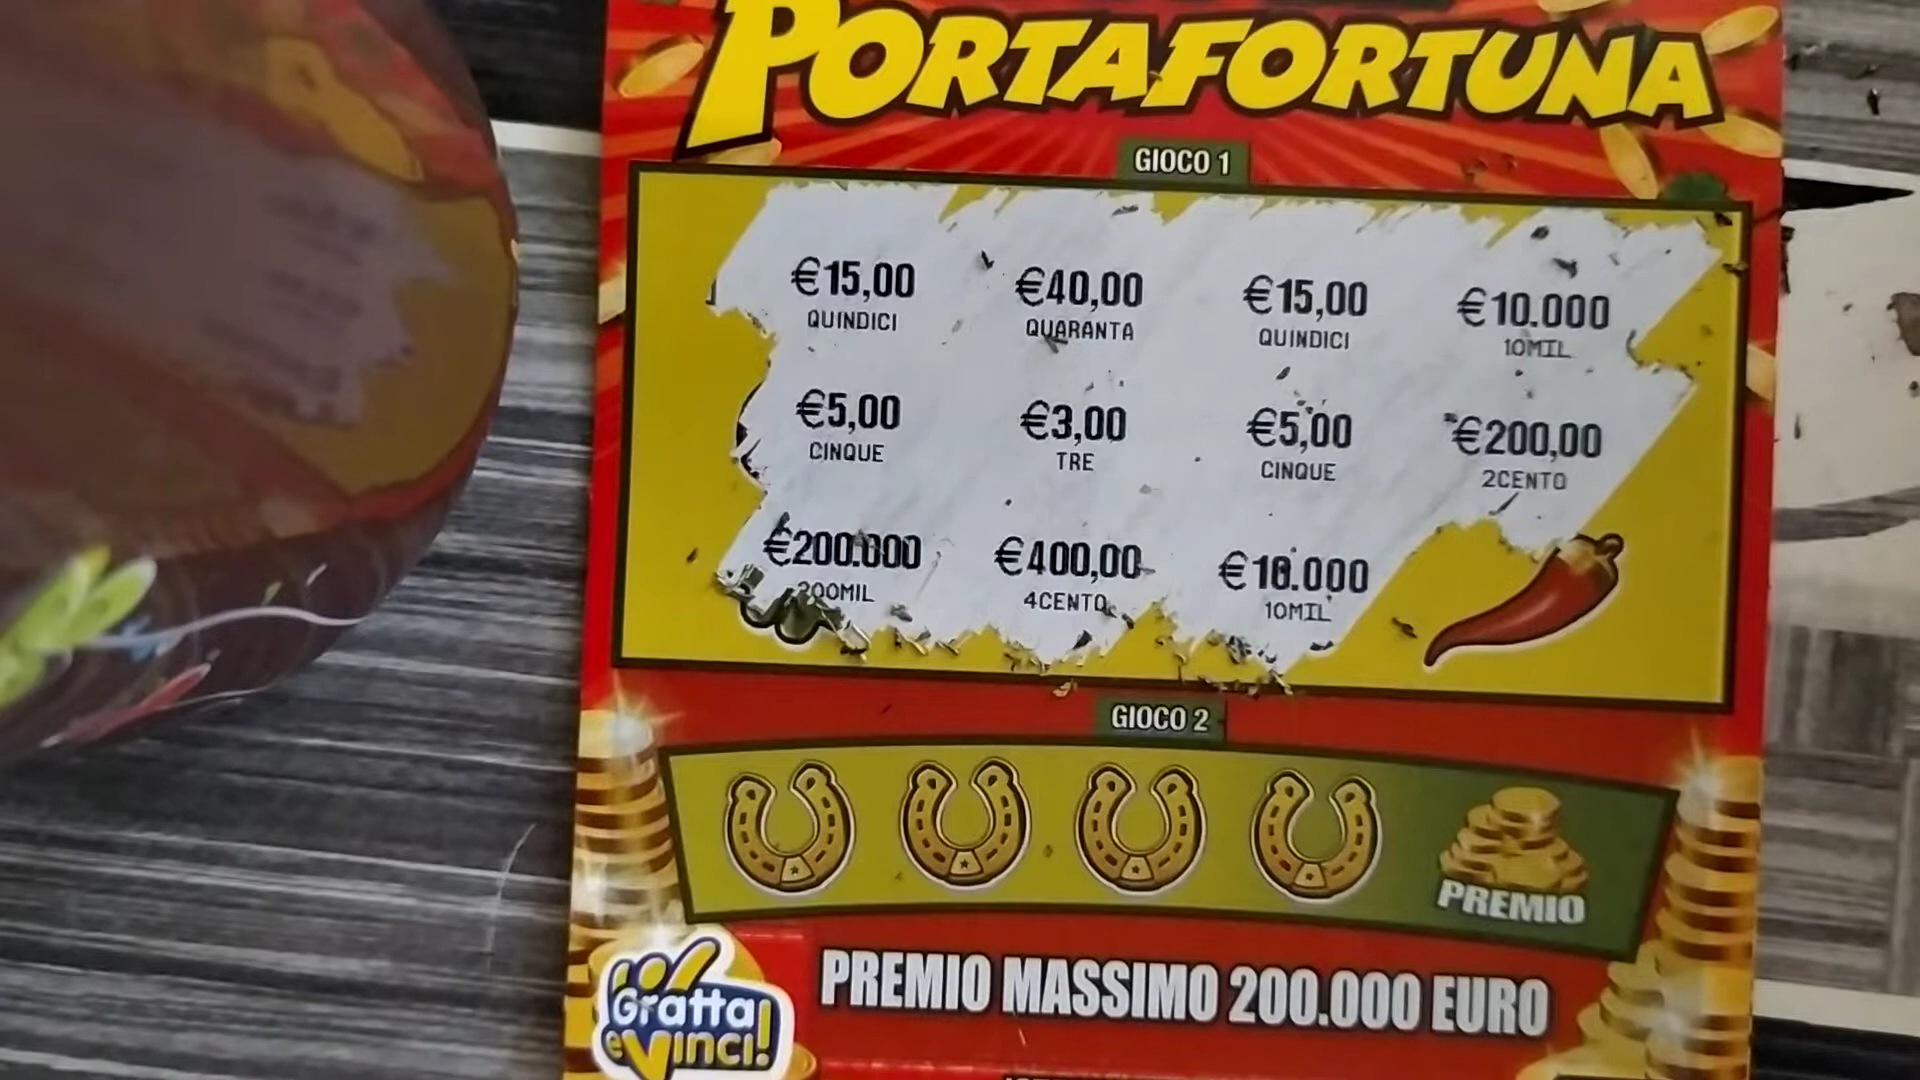 PORTAFORTUNA
GIOCO 1
€15,00 €40,00 €15,00 €10.000
QUINDICI QUARANTA QUINDICI 10MIL
€5,00 €3,00 €5,00 €200,00
CINQUE TRE CINQUE 2CENTO
€200.000 €400,00 €10.000
200MIL 4CENTO 10MIL
GIOCO 2
PREMIO
Gratta e Vinci!
PREMIO MASSIMO 200.000 EURO